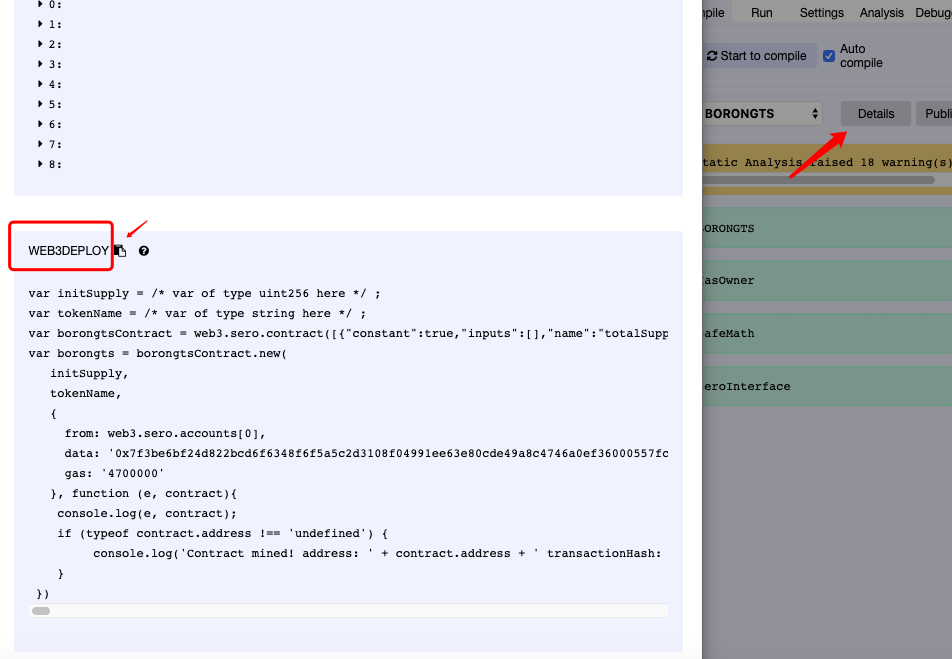 0:
1:
2:
3:
4:
5:
6:
7:
8:
WEB3DEPLOY
var initSupply = /* var of type uint256 here */ ;
var tokenName = /* var of type string here */ ;
var borongtsContract = web3.sero.contract([{"constant":true,"inputs":[],"name":"totalSupp
var borongts = borongtsContract.new(
initSupply,
tokenName,
{
from: web3.sero.accounts[0],
data: '0x7f3be6bf24d822bcd6f6348f6f5a5c2d3108f04991ee63e80cde49a8c4746a0ef36000557fc
gas: '4700000'
}, function (e, contract){
console.log(e, contract);
if (typeof contract.address !== 'undefined') {
console.log('Contract mined! address: ' + contract.address + ' transactionHash:
}
})
mpile Run Settings Analysis Debug
Start to compile
Auto
compile
BORONGTS
Details
Publi
tatic Analysis raised 18 warning(s)
ORONGTS
asOwner
afeMath
eroInterface